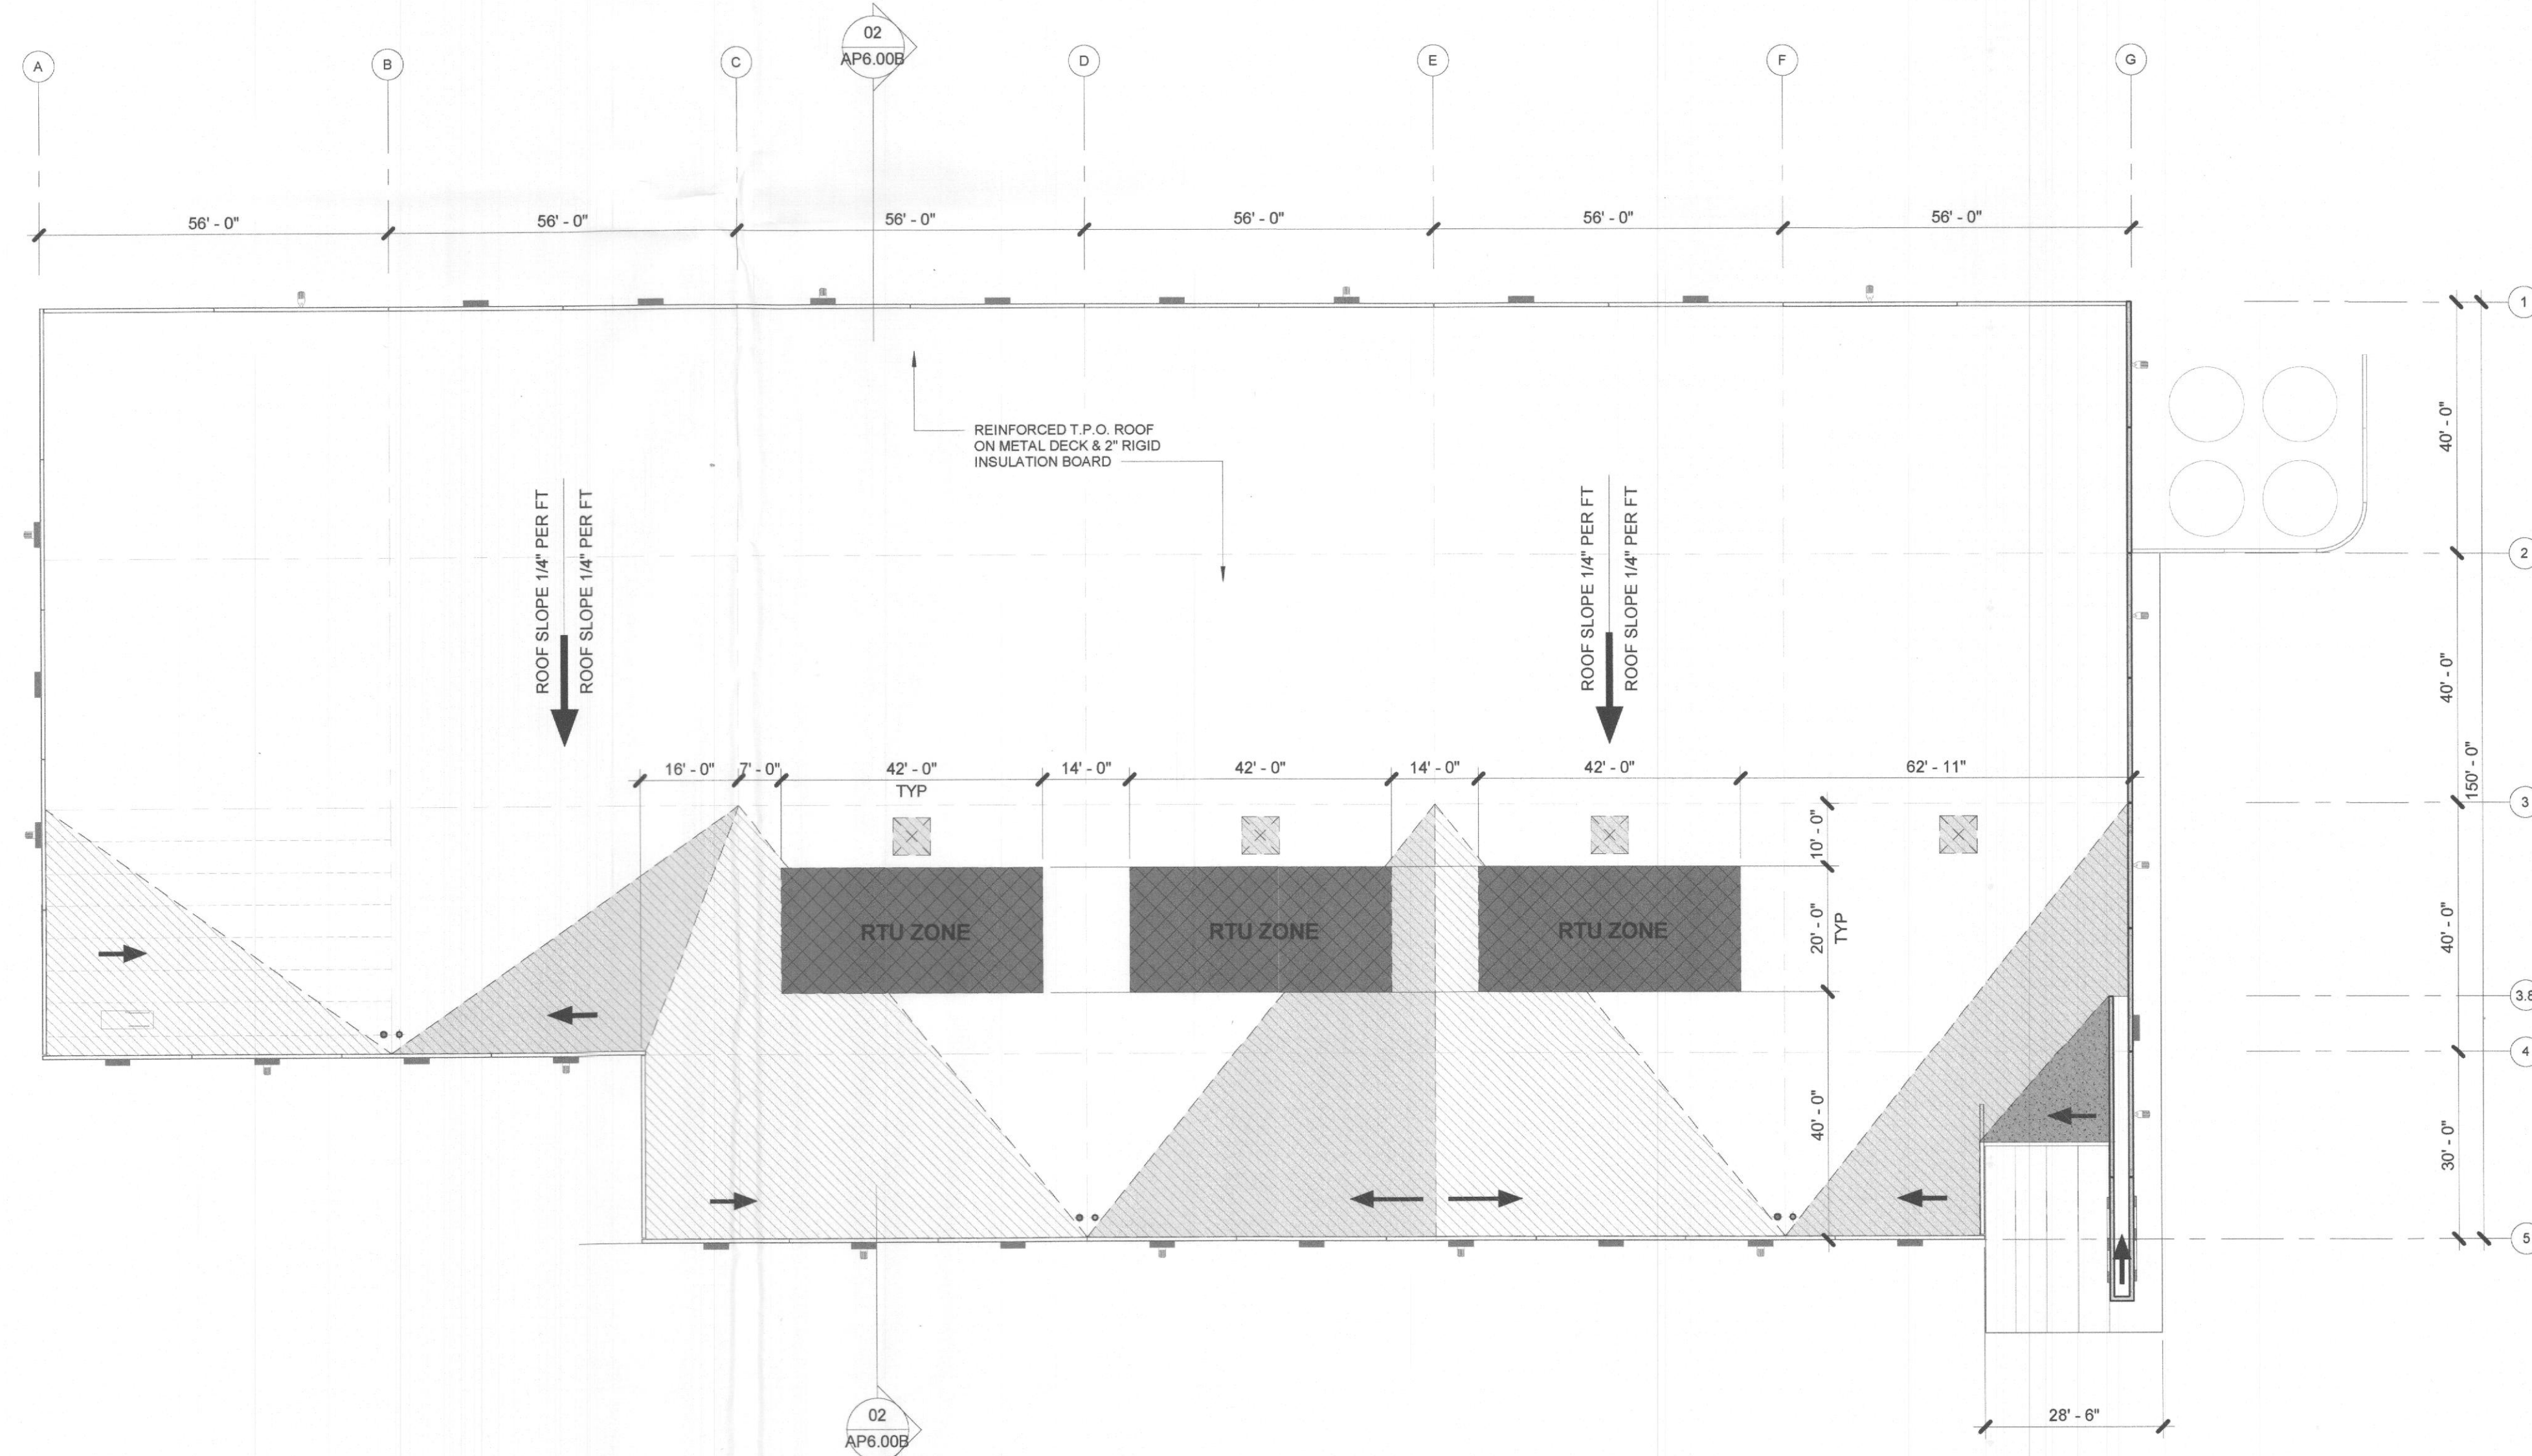 02
AP6.00B
A
B
C
D
E
F
G
56' - 0"
56' - 0"
56' - 0"
56' - 0"
56' - 0"
56' - 0"
1
REINFORCED T.P.O. ROOF
ON METAL DECK & 2" RIGID
INSULATION BOARD
40' - 0"
ROOF SLOPE 1/4" PER FT
ROOF SLOPE 1/4" PER FT
ROOF SLOPE 1/4" PER FT
ROOF SLOPE 1/4" PER FT
2
40' - 0"
150' - 0"
16' - 0"
7' - 0"
42' - 0"
TYP
14' - 0"
42' - 0"
14' - 0"
42' - 0"
62' - 11"
3
10' - 0"
RTU ZONE
RTU ZONE
RTU ZONE
20' - 0"
TYP
40' - 0"
3.8
4
40' - 0"
30' - 0"
5
28' - 6"
02
AP6.00B